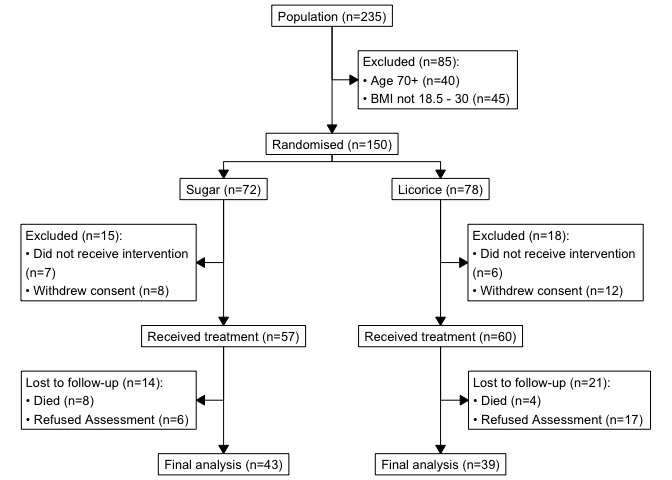 Population (n=235)
Excluded (n=85):
• Age 70+ (n=40)
• BMI not 18.5 - 30 (n=45)
Randomised (n=150)
Sugar (n=72)
Licorice (n=78)
Excluded (n=15):
• Did not receive intervention
(n=7)
• Withdrew consent (n=8)
Excluded (n=18):
• Did not receive intervention
(n=6)
• Withdrew consent (n=12)
Received treatment (n=57)
Received treatment (n=60)
Lost to follow-up (n=14):
• Died (n=8)
• Refused Assessment (n=6)
Lost to follow-up (n=21):
• Died (n=4)
• Refused Assessment (n=17)
Final analysis (n=43)
Final analysis (n=39)